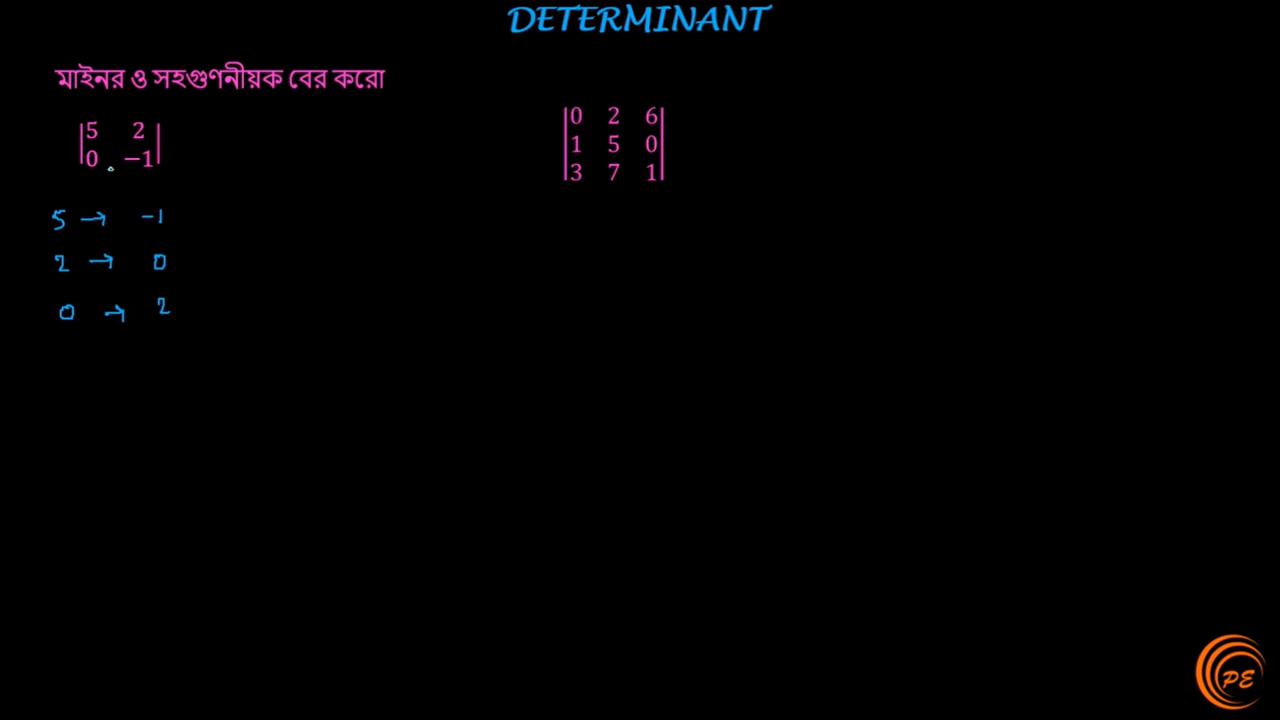 DETERMINANT
মাইনর ও সহগুণনীয়ক বের করো
|5 2|
|0 −1|
|0 2 6|
|1 5 0|
|3 7 1|
5 → -1
2 → 0
0 → 2
PE